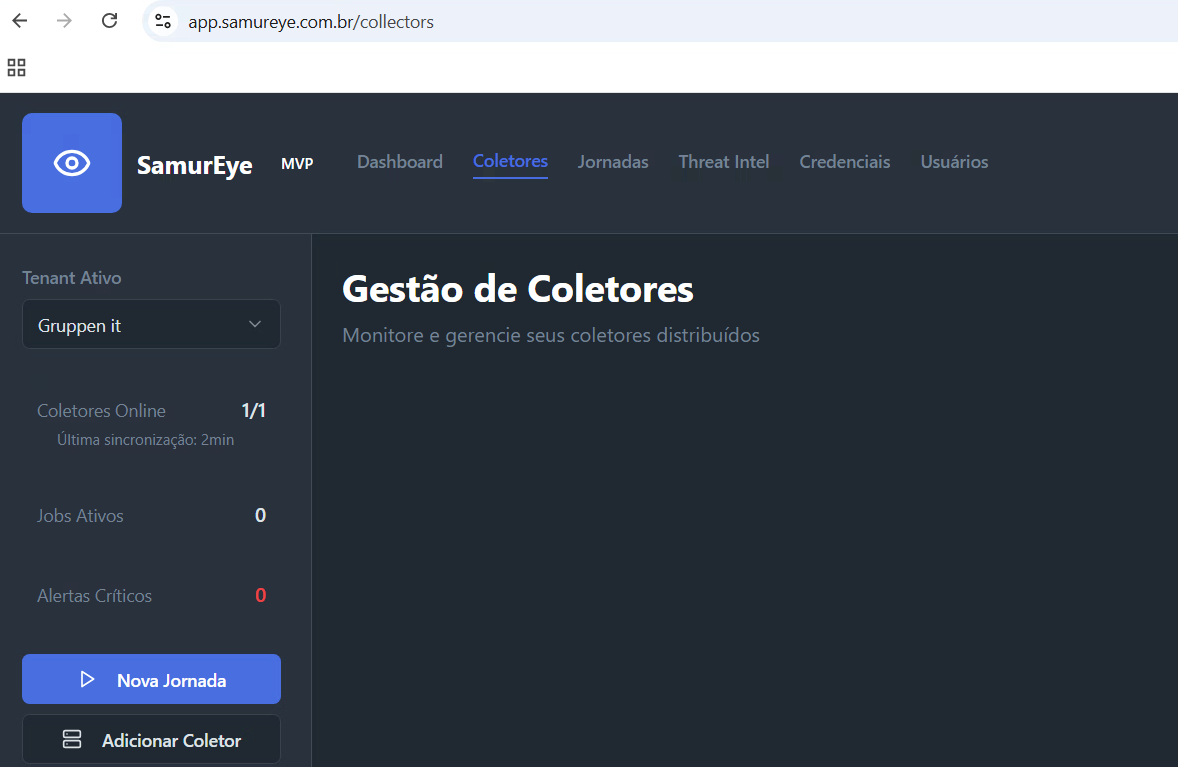 app.samureye.com.br/collectors
SamurEye MVP Dashboard Coletores Jornadas Threat Intel Credenciais Usuários
Tenant Ativo
Gruppen it
Coletores Online 1/1
Última sincronização: 2min
Jobs Ativos 0
Alertas Críticos 0
Nova Jornada
Adicionar Coletor
Gestão de Coletores
Monitore e gerencie seus coletores distribuídos